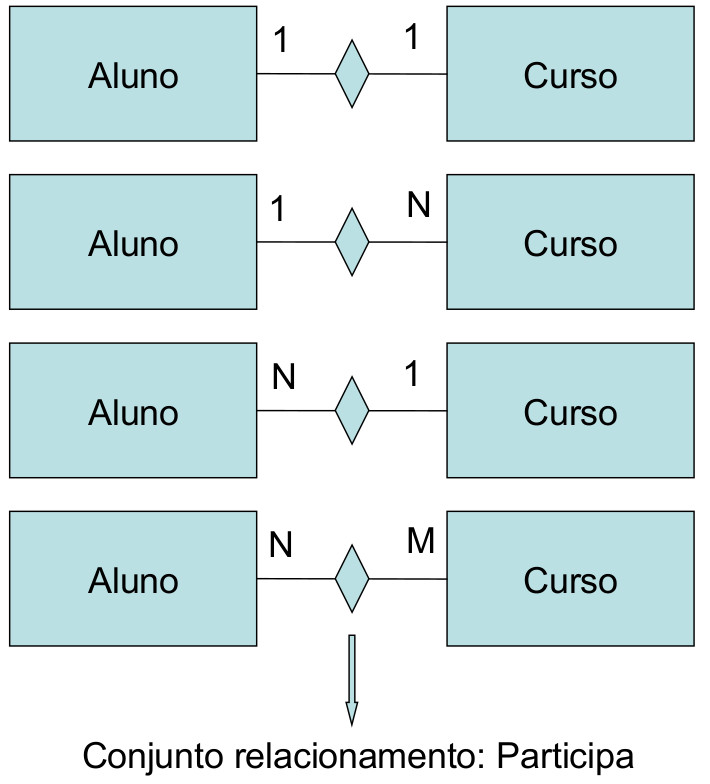 1 1
Aluno Curso
1 N
Aluno Curso
N 1
Aluno Curso
N M
Aluno Curso
Conjunto relacionamento: Participa